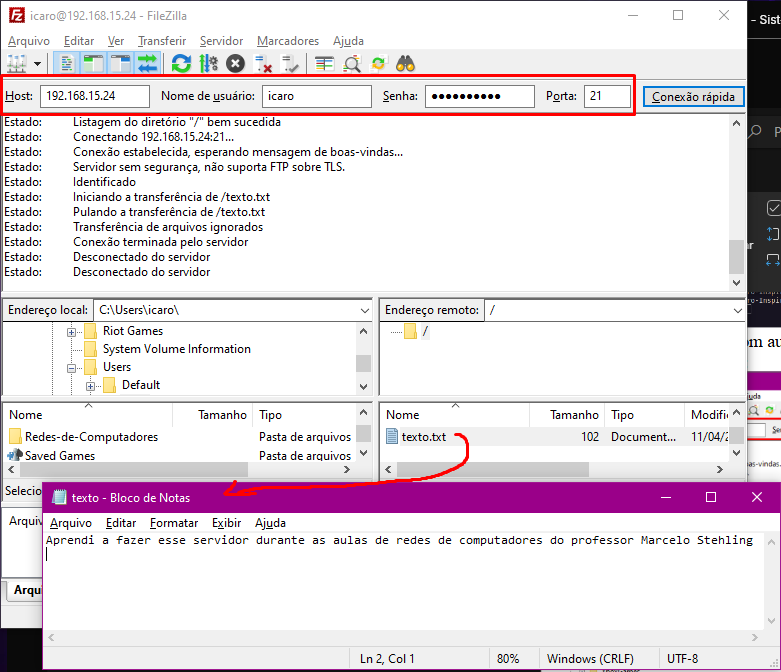 icaro@192.168.15.24 - FileZilla
- Sist
Arquivo Editar Ver Transferir Servidor Marcadores Ajuda
Host: 192.168.15.24 Nome de usuário: icaro Senha: ●●●●●●●●●● Porta: 21 Conexão rápida
Estado: Listagem do diretório "/" bem sucedida
Estado: Conectando 192.168.15.24:21...
Estado: Conexão estabelecida, esperando mensagem de boas-vindas...
Estado: Servidor sem segurança, não suporta FTP sobre TLS.
Estado: Identificado
Estado: Iniciando a transferência de /texto.txt
Estado: Pulando a transferência de /texto.txt
Estado: Transferência de arquivos ignorados
Estado: Conexão terminada pelo servidor
Estado: Desconectado do servidor
Estado: Desconectado do servidor
Endereço local: C:\Users\icaro\
Riot Games
System Volume Information
Users
Default
Endereço remoto: /
/
Nome Tamanho Tipo
Redes-de-Computadores Pasta de arquivos
Saved Games Pasta de arquivos
Selecio
Nome Tamanho Tipo Modific
texto.txt 102 Document... 11/04/2
Arquiv
Arqu
texto - Bloco de Notas
Arquivo Editar Formatar Exibir Ajuda
Aprendi a fazer esse servidor durante as aulas de redes de computadores do professor Marcelo Stehling
Ln 2, Col 1 80% Windows (CRLF) UTF-8
om au
uda
as-vindas.